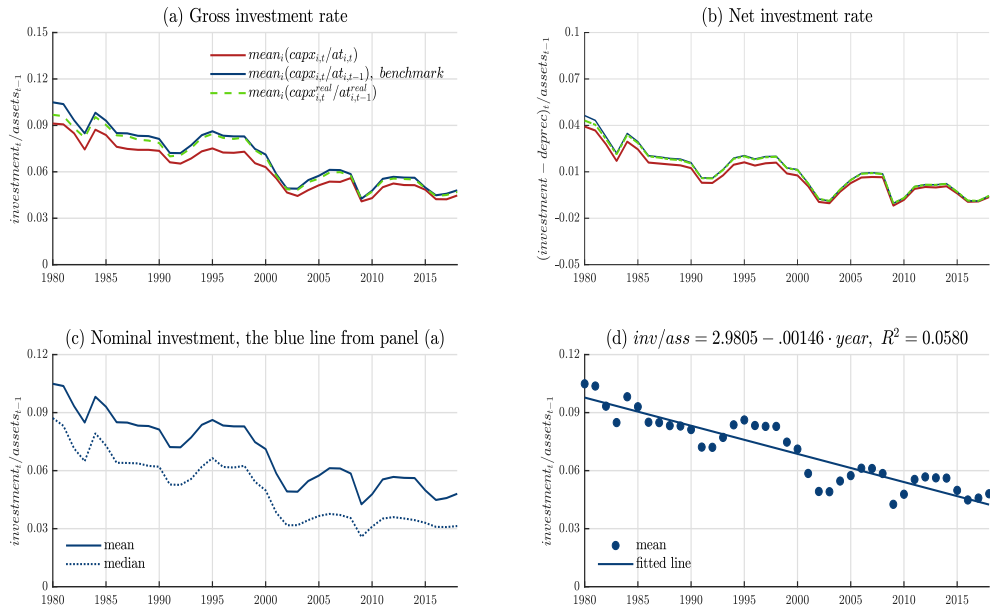 (a) Gross investment rate
0.15
0.12
0.09
0.06
0.03
0
investment_t/assets_{t−1}
mean_i(capx_{i,t}/at_{i,t})
mean_i(capx_{i,t}/at_{i,t−1}), benchmark
mean_i(capx^{real}_{i,t}/at^{real}_{i,t−1})
1980 1985 1990 1995 2000 2005 2010 2015
(b) Net investment rate
0.1
0.07
0.04
0.01
-0.02
-0.05
(investment − deprec)_t/assets_{t−1}
1980 1985 1990 1995 2000 2005 2010 2015
(c) Nominal investment, the blue line from panel (a)
0.12
0.09
0.06
0.03
0
investment_t/assets_{t−1}
mean
median
1980 1985 1990 1995 2000 2005 2010 2015
(d) inv/ass = 2.9805 − .00146 · year, R² = 0.0580
0.12
0.09
0.06
0.03
0
investment_t/assets_{t−1}
mean
fitted line
1980 1985 1990 1995 2000 2005 2010 2015